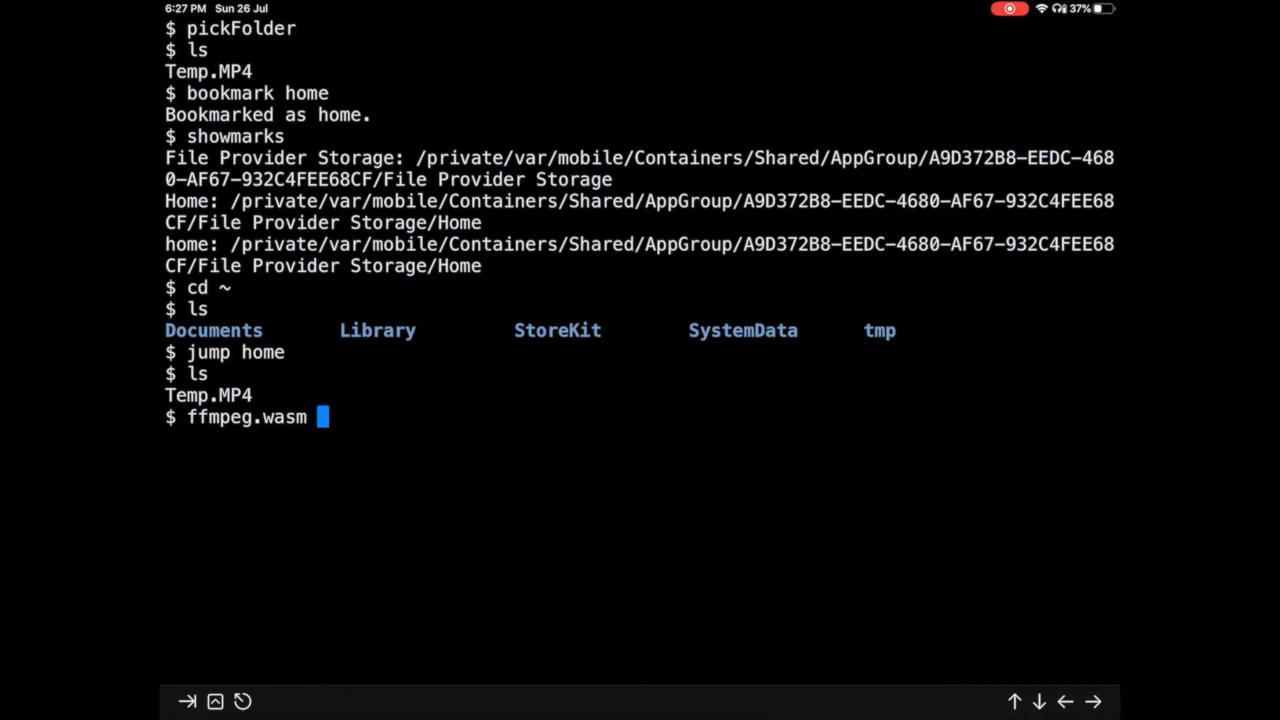 6:27 PM Sun 26 Jul 37%
$ pickFolder
$ ls
Temp.MP4
$ bookmark home
Bookmarked as home.
$ showmarks
File Provider Storage: /private/var/mobile/Containers/Shared/AppGroup/A9D372B8-EEDC-468
0-AF67-932C4FEE68CF/File Provider Storage
Home: /private/var/mobile/Containers/Shared/AppGroup/A9D372B8-EEDC-4680-AF67-932C4FEE68
CF/File Provider Storage/Home
home: /private/var/mobile/Containers/Shared/AppGroup/A9D372B8-EEDC-4680-AF67-932C4FEE68
CF/File Provider Storage/Home
$ cd ~
$ ls
Documents Library StoreKit SystemData tmp
$ jump home
$ ls
Temp.MP4
$ ffmpeg.wasm